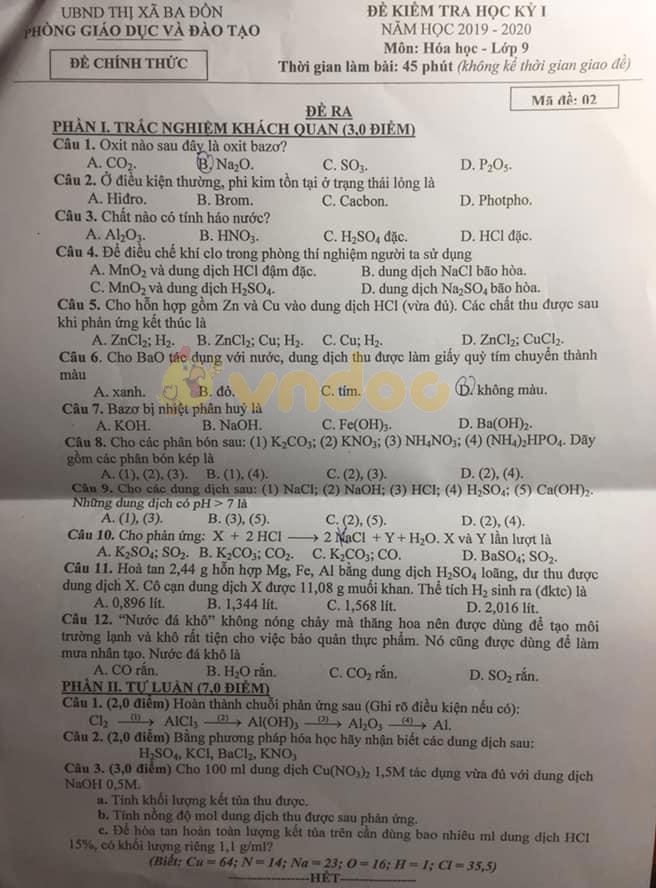 UBND THỊ XÃ BA ĐỒN
PHÒNG GIÁO DỤC VÀ ĐÀO TẠO
ĐỀ CHÍNH THỨC
ĐỀ KIỂM TRA HỌC KỲ I
NĂM HỌC 2019 - 2020
Môn: Hóa học - Lớp 9
Thời gian làm bài: 45 phút (không kể thời gian giao đề)
Mã đề: 02
ĐỀ RA
PHẦN I. TRẮC NGHIỆM KHÁCH QUAN (3,0 ĐIỂM)
Câu 1. Oxit nào sau đây là oxit bazơ?
A. CO₂. B. Na₂O. C. SO₃. D. P₂O₅.
Câu 2. Ở điều kiện thường, phi kim tồn tại ở trạng thái lỏng là
A. Hiđro. B. Brom. C. Cacbon. D. Photpho.
Câu 3. Chất nào có tính háo nước?
A. Al₂O₃. B. HNO₃. C. H₂SO₄ đặc. D. HCl đặc.
Câu 4. Để điều chế khí clo trong phòng thí nghiệm người ta sử dụng
A. MnO₂ và dung dịch HCl đậm đặc. B. dung dịch NaCl bão hòa.
C. MnO₂ và dung dịch H₂SO₄. D. dung dịch Na₂SO₄ bão hòa.
Câu 5. Cho hỗn hợp gồm Zn và Cu vào dung dịch HCl (vừa đủ). Các chất thu được sau
khi phản ứng kết thúc là
A. ZnCl₂; H₂. B. ZnCl₂; Cu; H₂. C. Cu; H₂. D. ZnCl₂; CuCl₂.
Câu 6. Cho BaO tác dụng với nước, dung dịch thu được làm giấy quỳ tím chuyển thành
màu
A. xanh. B. đỏ. C. tím. D. không màu.
vndoc
Câu 7. Bazơ bị nhiệt phân huỷ là
A. KOH. B. NaOH. C. Fe(OH)₃. D. Ba(OH)₂.
Câu 8. Cho các phân bón sau: (1) K₂CO₃; (2) KNO₃; (3) NH₄NO₃; (4) (NH₄)₂HPO₄. Dãy
gồm các phân bón kép là
A. (1), (2), (3). B. (1), (4). C. (2), (3). D. (2), (4).
Câu 9. Cho các dung dịch sau: (1) NaCl; (2) NaOH; (3) HCl; (4) H₂SO₄; (5) Ca(OH)₂.
Những dung dịch có pH > 7 là
A. (1), (3). B. (3), (5). C. (2), (5). D. (2), (4).
Câu 10. Cho phản ứng: X + 2 HCl ⟶ 2 NaCl + Y + H₂O. X và Y lần lượt là
A. K₂SO₄; SO₂. B. K₂CO₃; CO₂. C. K₂CO₃; CO. D. BaSO₄; SO₂.
Câu 11. Hoà tan 2,44 g hỗn hợp Mg, Fe, Al bằng dung dịch H₂SO₄ loãng, dư thu được
dung dịch X. Cô cạn dung dịch X được 11,08 g muối khan. Thể tích H₂ sinh ra (đktc) là
A. 0,896 lít. B. 1,344 lít. C. 1,568 lít. D. 2,016 lít.
Câu 12. “Nước đá khô” không nóng chảy mà thăng hoa nên được dùng để tạo môi
trường lạnh và khô rất tiện cho việc bảo quản thực phẩm. Nó cũng được dùng để làm
mưa nhân tạo. Nước đá khô là
A. CO rắn. B. H₂O rắn. C. CO₂ rắn. D. SO₂ rắn.
PHẦN II. TỰ LUẬN (7,0 ĐIỂM)
Câu 1. (2,0 điểm) Hoàn thành chuỗi phản ứng sau (Ghi rõ điều kiện nếu có):
Cl₂ ⟶(1) AlCl₃ ⟶(2) Al(OH)₃ ⟶(3) Al₂O₃ ⟶(4) Al.
Câu 2. (2,0 điểm) Bằng phương pháp hóa học hãy nhận biết các dung dịch sau:
H₂SO₄, KCl, BaCl₂, KNO₃
Câu 3. (3,0 điểm) Cho 100 ml dung dịch Cu(NO₃)₂ 1,5M tác dụng vừa đủ với dung dịch
NaOH 0,5M.
a. Tính khối lượng kết tủa thu được.
b. Tính nồng độ mol dung dịch thu được sau phản ứng.
c. Để hòa tan hoàn toàn lượng kết tủa trên cần dùng bao nhiêu ml dung dịch HCl
15%, có khối lượng riêng 1,1 g/ml?
(Biết: Cu = 64; N = 14; Na = 23; O = 16; H = 1; Cl = 35,5)
--------------------HẾT--------------------